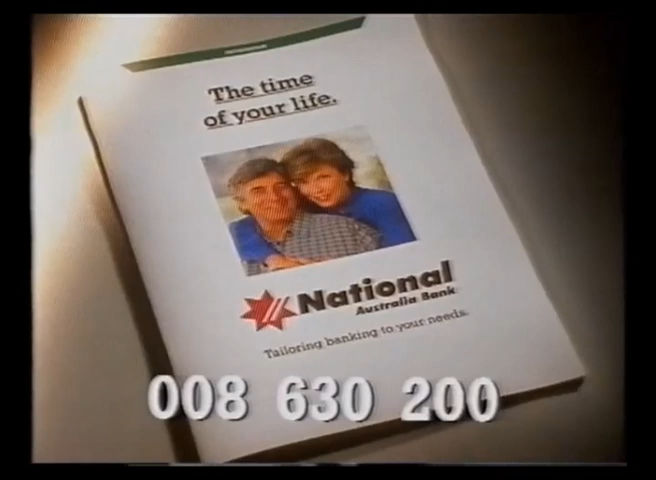 The time
of your life.
National
Australia Bank
Tailoring banking to your needs.
008 630 200